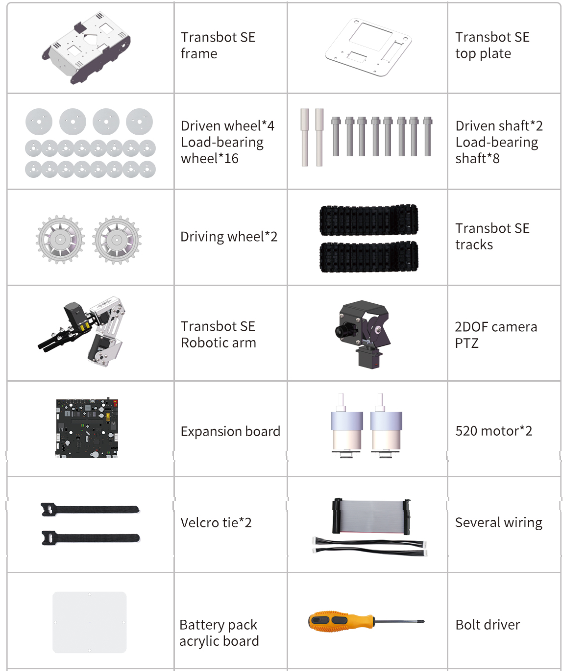 Transbot SE
frame
Transbot SE
top plate
Driven wheel*4
Load-bearing
wheel*16
Driven shaft*2
Load-bearing
shaft*8
Driving wheel*2
Transbot SE
tracks
Transbot SE
Robotic arm
2DOF camera
PTZ
Expansion board
520 motor*2
Velcro tie*2
Several wiring
Battery pack
acrylic board
Bolt driver